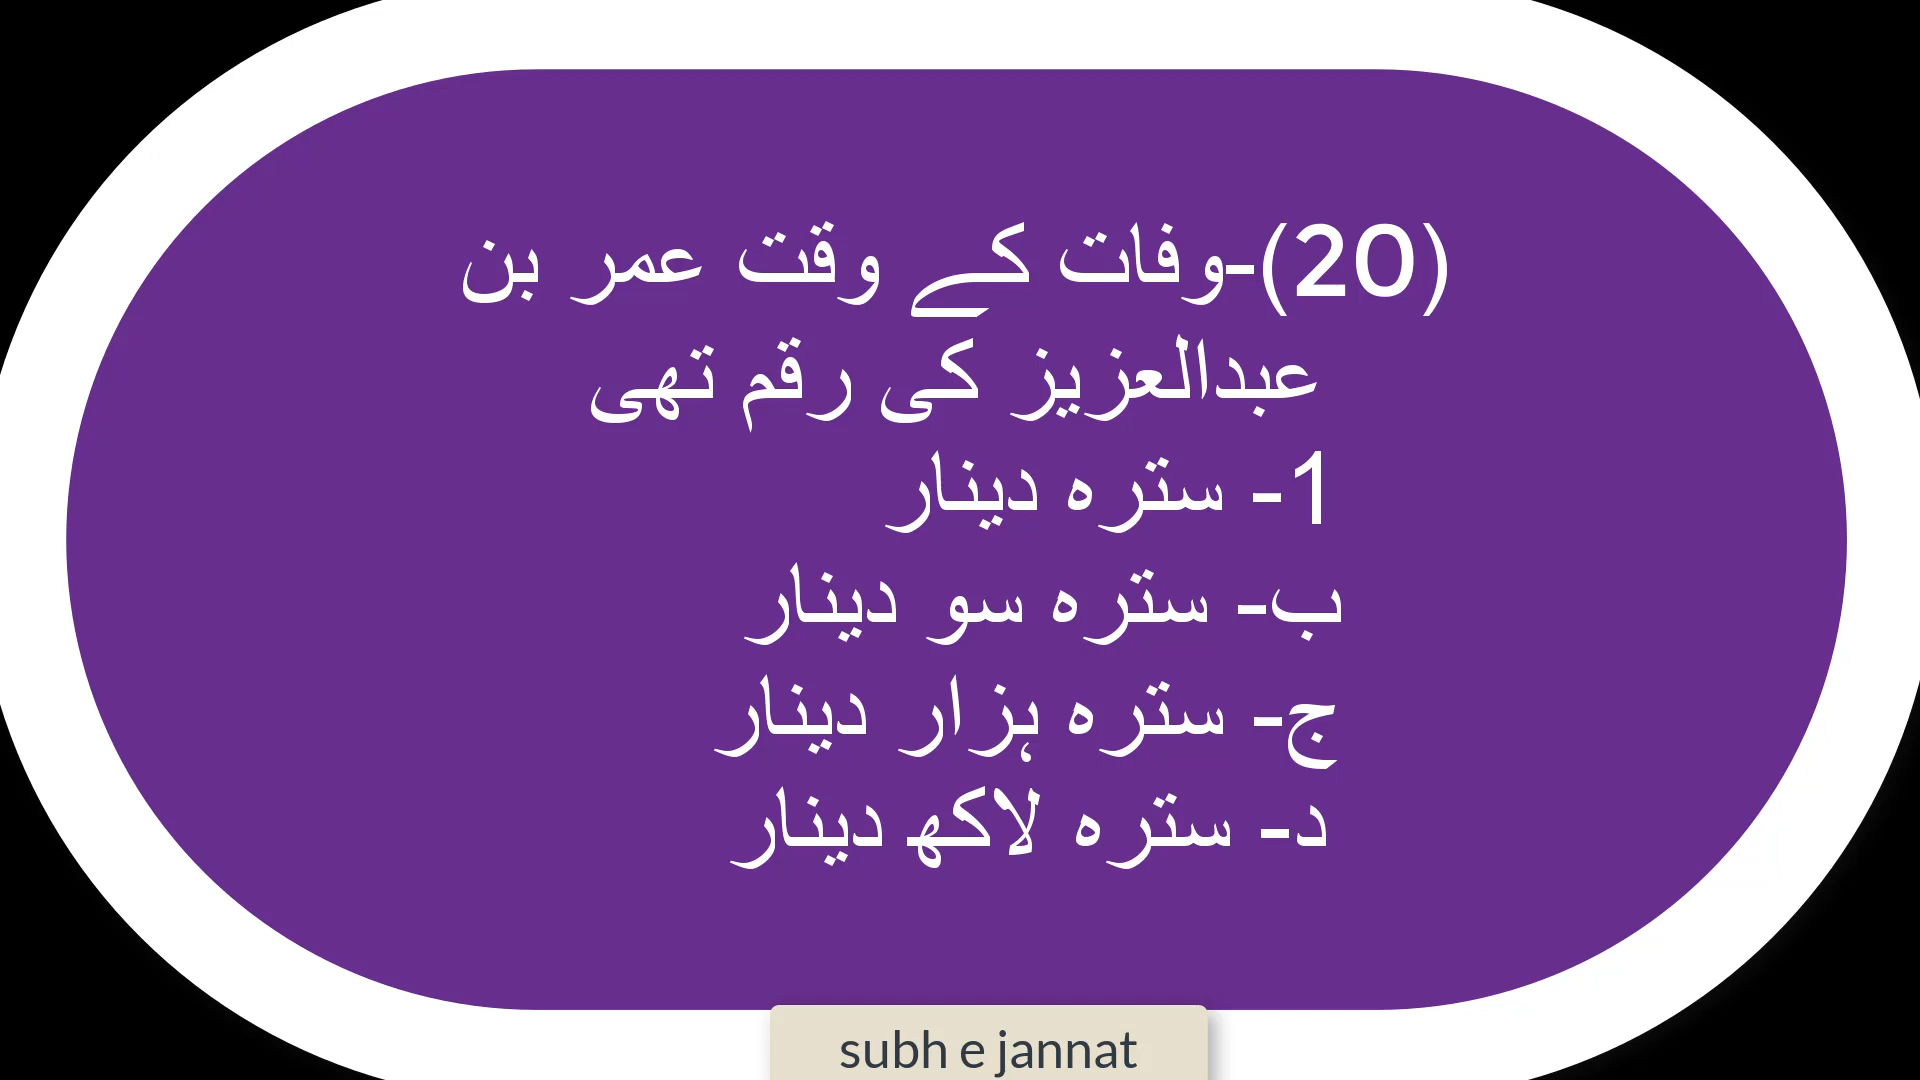 (20)-وفات کے وقت عمر بن
عبدالعزیز کی رقم تھی
1- سترہ دینار
ب- سترہ سو دینار
ج- سترہ ہزار دینار
د- سترہ لاکھ دینار
subh e jannat